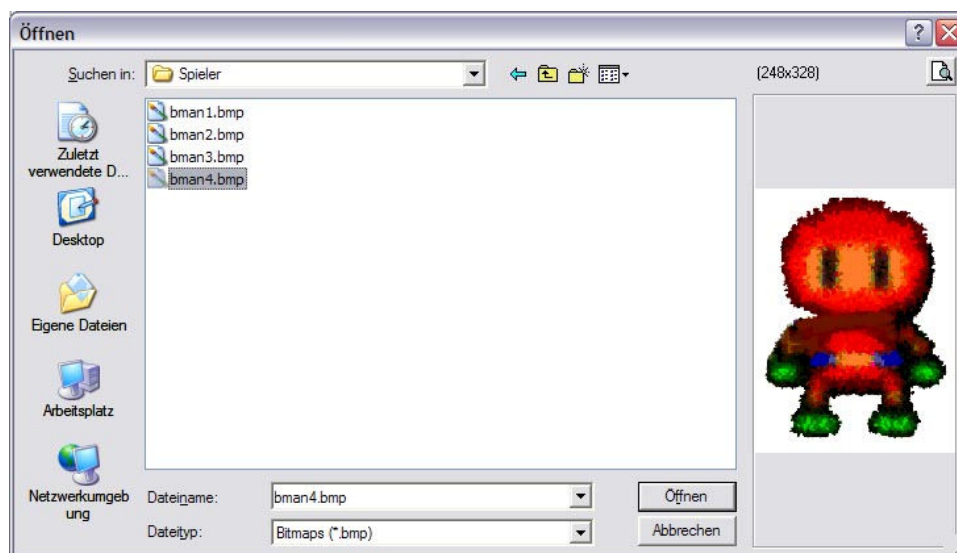 Öffnen
Suchen in: Spieler
(248x328)
bman1.bmp
bman2.bmp
bman3.bmp
bman4.bmp
Zuletzt
verwendete D...
Desktop
Eigene Dateien
Arbeitsplatz
Netzwerkumgeb
ung
Dateiname: bman4.bmp Öffnen
Dateityp: Bitmaps (*.bmp) Abbrechen